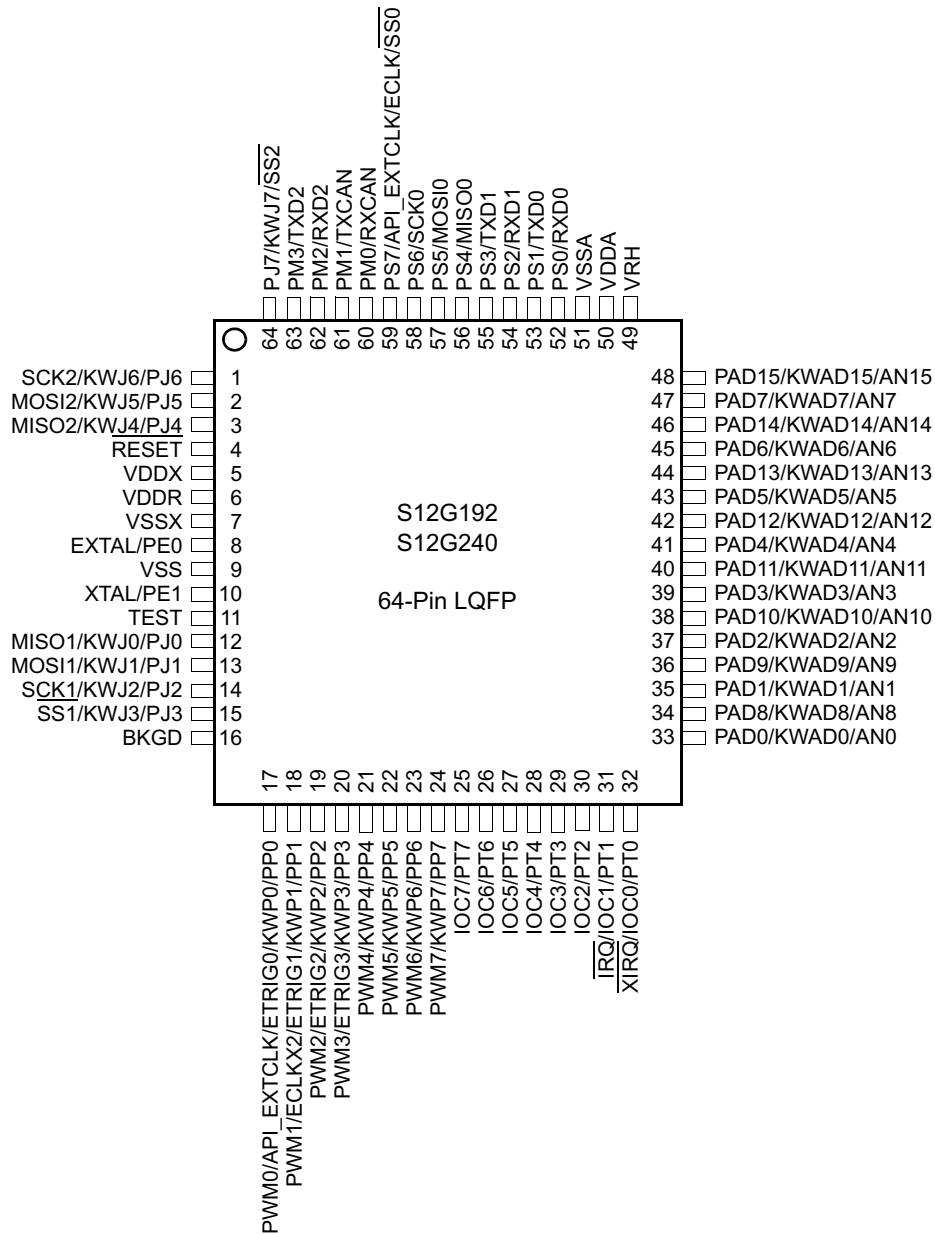 PJ7/KWJ7/SS2
PM3/TXD2
PM2/RXD2
PM1/TXCAN
PM0/RXCAN
PS7/API_EXTCLK/ECLK/SS0
PS6/SCK0
PS5/MOSI0
PS4/MISO0
PS3/TXD1
PS2/RXD1
PS1/TXD0
PS0/RXD0
VSSA
VDDA
VRH
64
63
62
61
60
59
58
57
56
55
54
53
52
51
50
49
SCK2/KWJ6/PJ6 1
MOSI2/KWJ5/PJ5 2
MISO2/KWJ4/PJ4 3
RESET 4
VDDX 5
VDDR 6
VSSX 7
EXTAL/PE0 8
VSS 9
XTAL/PE1 10
TEST 11
MISO1/KWJ0/PJ0 12
MOSI1/KWJ1/PJ1 13
SCK1/KWJ2/PJ2 14
SS1/KWJ3/PJ3 15
BKGD 16
S12G192
S12G240
64-Pin LQFP
48 PAD15/KWAD15/AN15
47 PAD7/KWAD7/AN7
46 PAD14/KWAD14/AN14
45 PAD6/KWAD6/AN6
44 PAD13/KWAD13/AN13
43 PAD5/KWAD5/AN5
42 PAD12/KWAD12/AN12
41 PAD4/KWAD4/AN4
40 PAD11/KWAD11/AN11
39 PAD3/KWAD3/AN3
38 PAD10/KWAD10/AN10
37 PAD2/KWAD2/AN2
36 PAD9/KWAD9/AN9
35 PAD1/KWAD1/AN1
34 PAD8/KWAD8/AN8
33 PAD0/KWAD0/AN0
17
18
19
20
21
22
23
24
25
26
27
28
29
30
31
32
PWM0/API_EXTCLK/ETRIG0/KWP0/PP0
PWM1/ECLKX2/ETRIG1/KWP1/PP1
PWM2/ETRIG2/KWP2/PP2
PWM3/ETRIG3/KWP3/PP3
PWM4/KWP4/PP4
PWM5/KWP5/PP5
PWM6/KWP6/PP6
PWM7/KWP7/PP7
IOC7/PT7
IOC6/PT6
IOC5/PT5
IOC4/PT4
IOC3/PT3
IOC2/PT2
IRQ/IOC1/PT1
XIRQ/IOC0/PT0